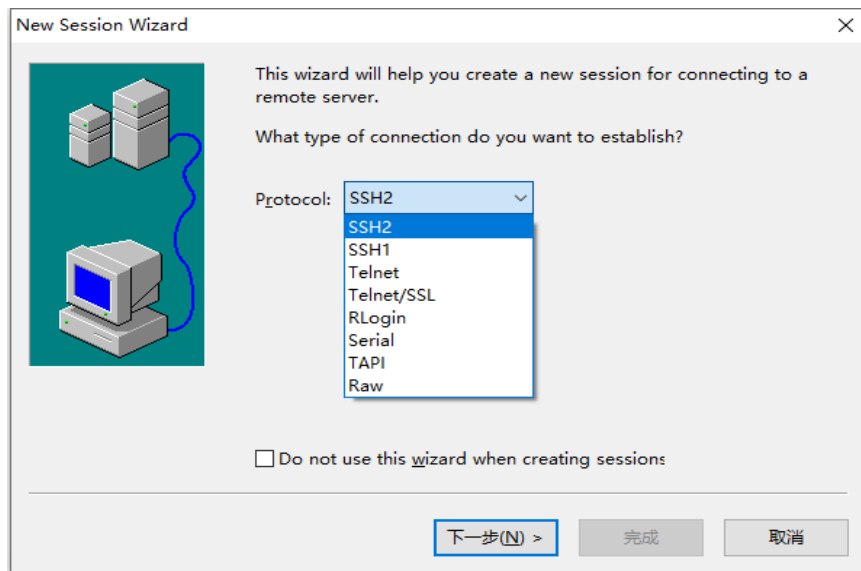 New Session Wizard
This wizard will help you create a new session for connecting to a
remote server.
What type of connection do you want to establish?
Protocol: SSH2
SSH2
SSH1
Telnet
Telnet/SSL
RLogin
Serial
TAPI
Raw
Do not use this wizard when creating sessions
下一步(N) > 完成 取消